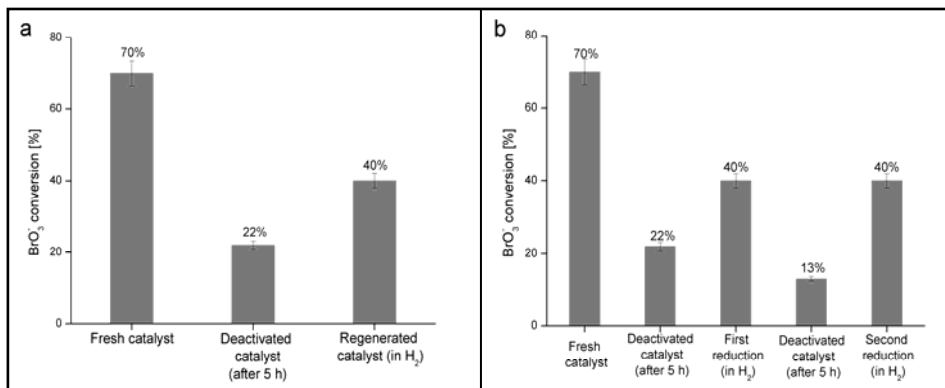 a
BrO₃⁻ conversion [%]
80
60
40
20
0
70%
22%
40%
Fresh catalyst
Deactivated
catalyst
(after 5 h)
Regenerated
catalyst (in H₂)
b
BrO₃⁻ conversion [%]
80
60
40
20
0
70%
22%
40%
13%
40%
Fresh
catalyst
Deactivated
catalyst
(after 5 h)
First
reduction
(in H₂)
Deactivated
catalyst
(after 5 h)
Second
reduction
(in H₂)